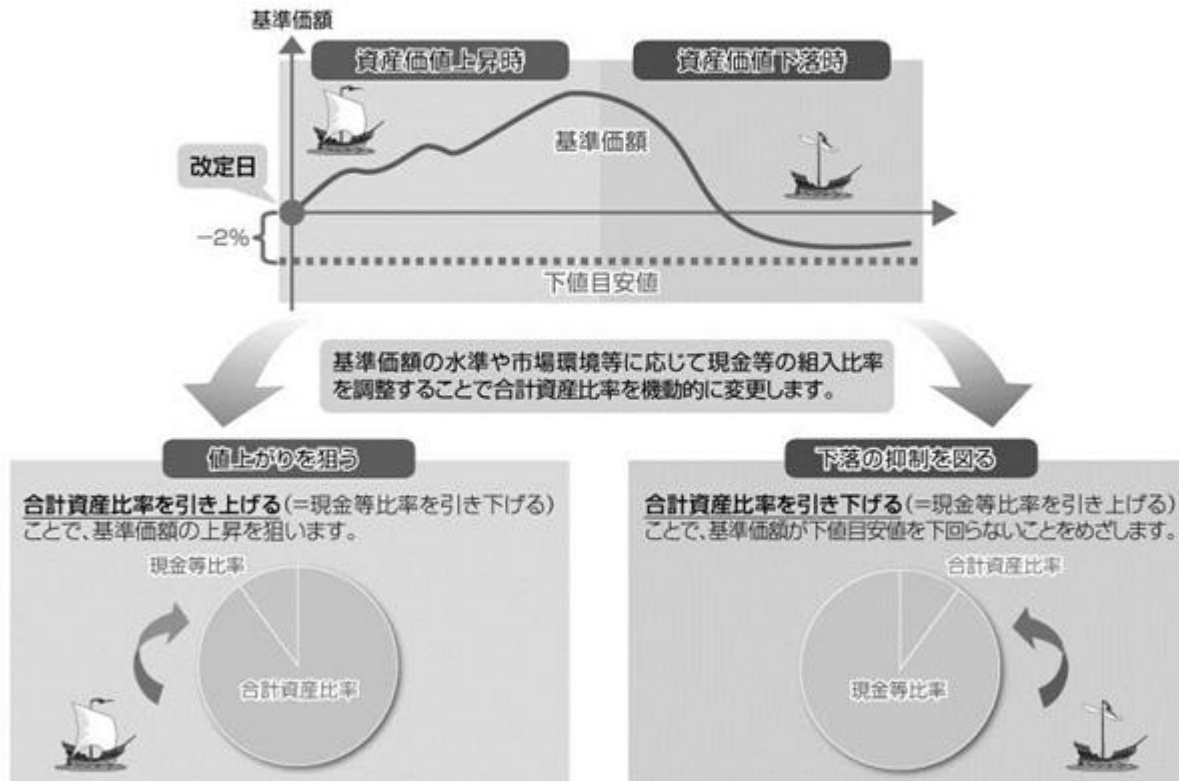 基準価額
資産価値上昇時
資産価値下落時
基準価額
改定日
−2%
下値目安値
基準価額の水準や市場環境等に応じて現金等の組入比率
を調整することで合計資産比率を機動的に変更します。
値上がりを狙う
合計資産比率を引き上げる(=現金等比率を引き下げる)
ことで、基準価額の上昇を狙います。
現金等比率
合計資産比率
下落の抑制を図る
合計資産比率を引き下げる(=現金等比率を引き上げる)
ことで、基準価額が下値目安値を下回らないことをめざします。
合計資産比率
現金等比率